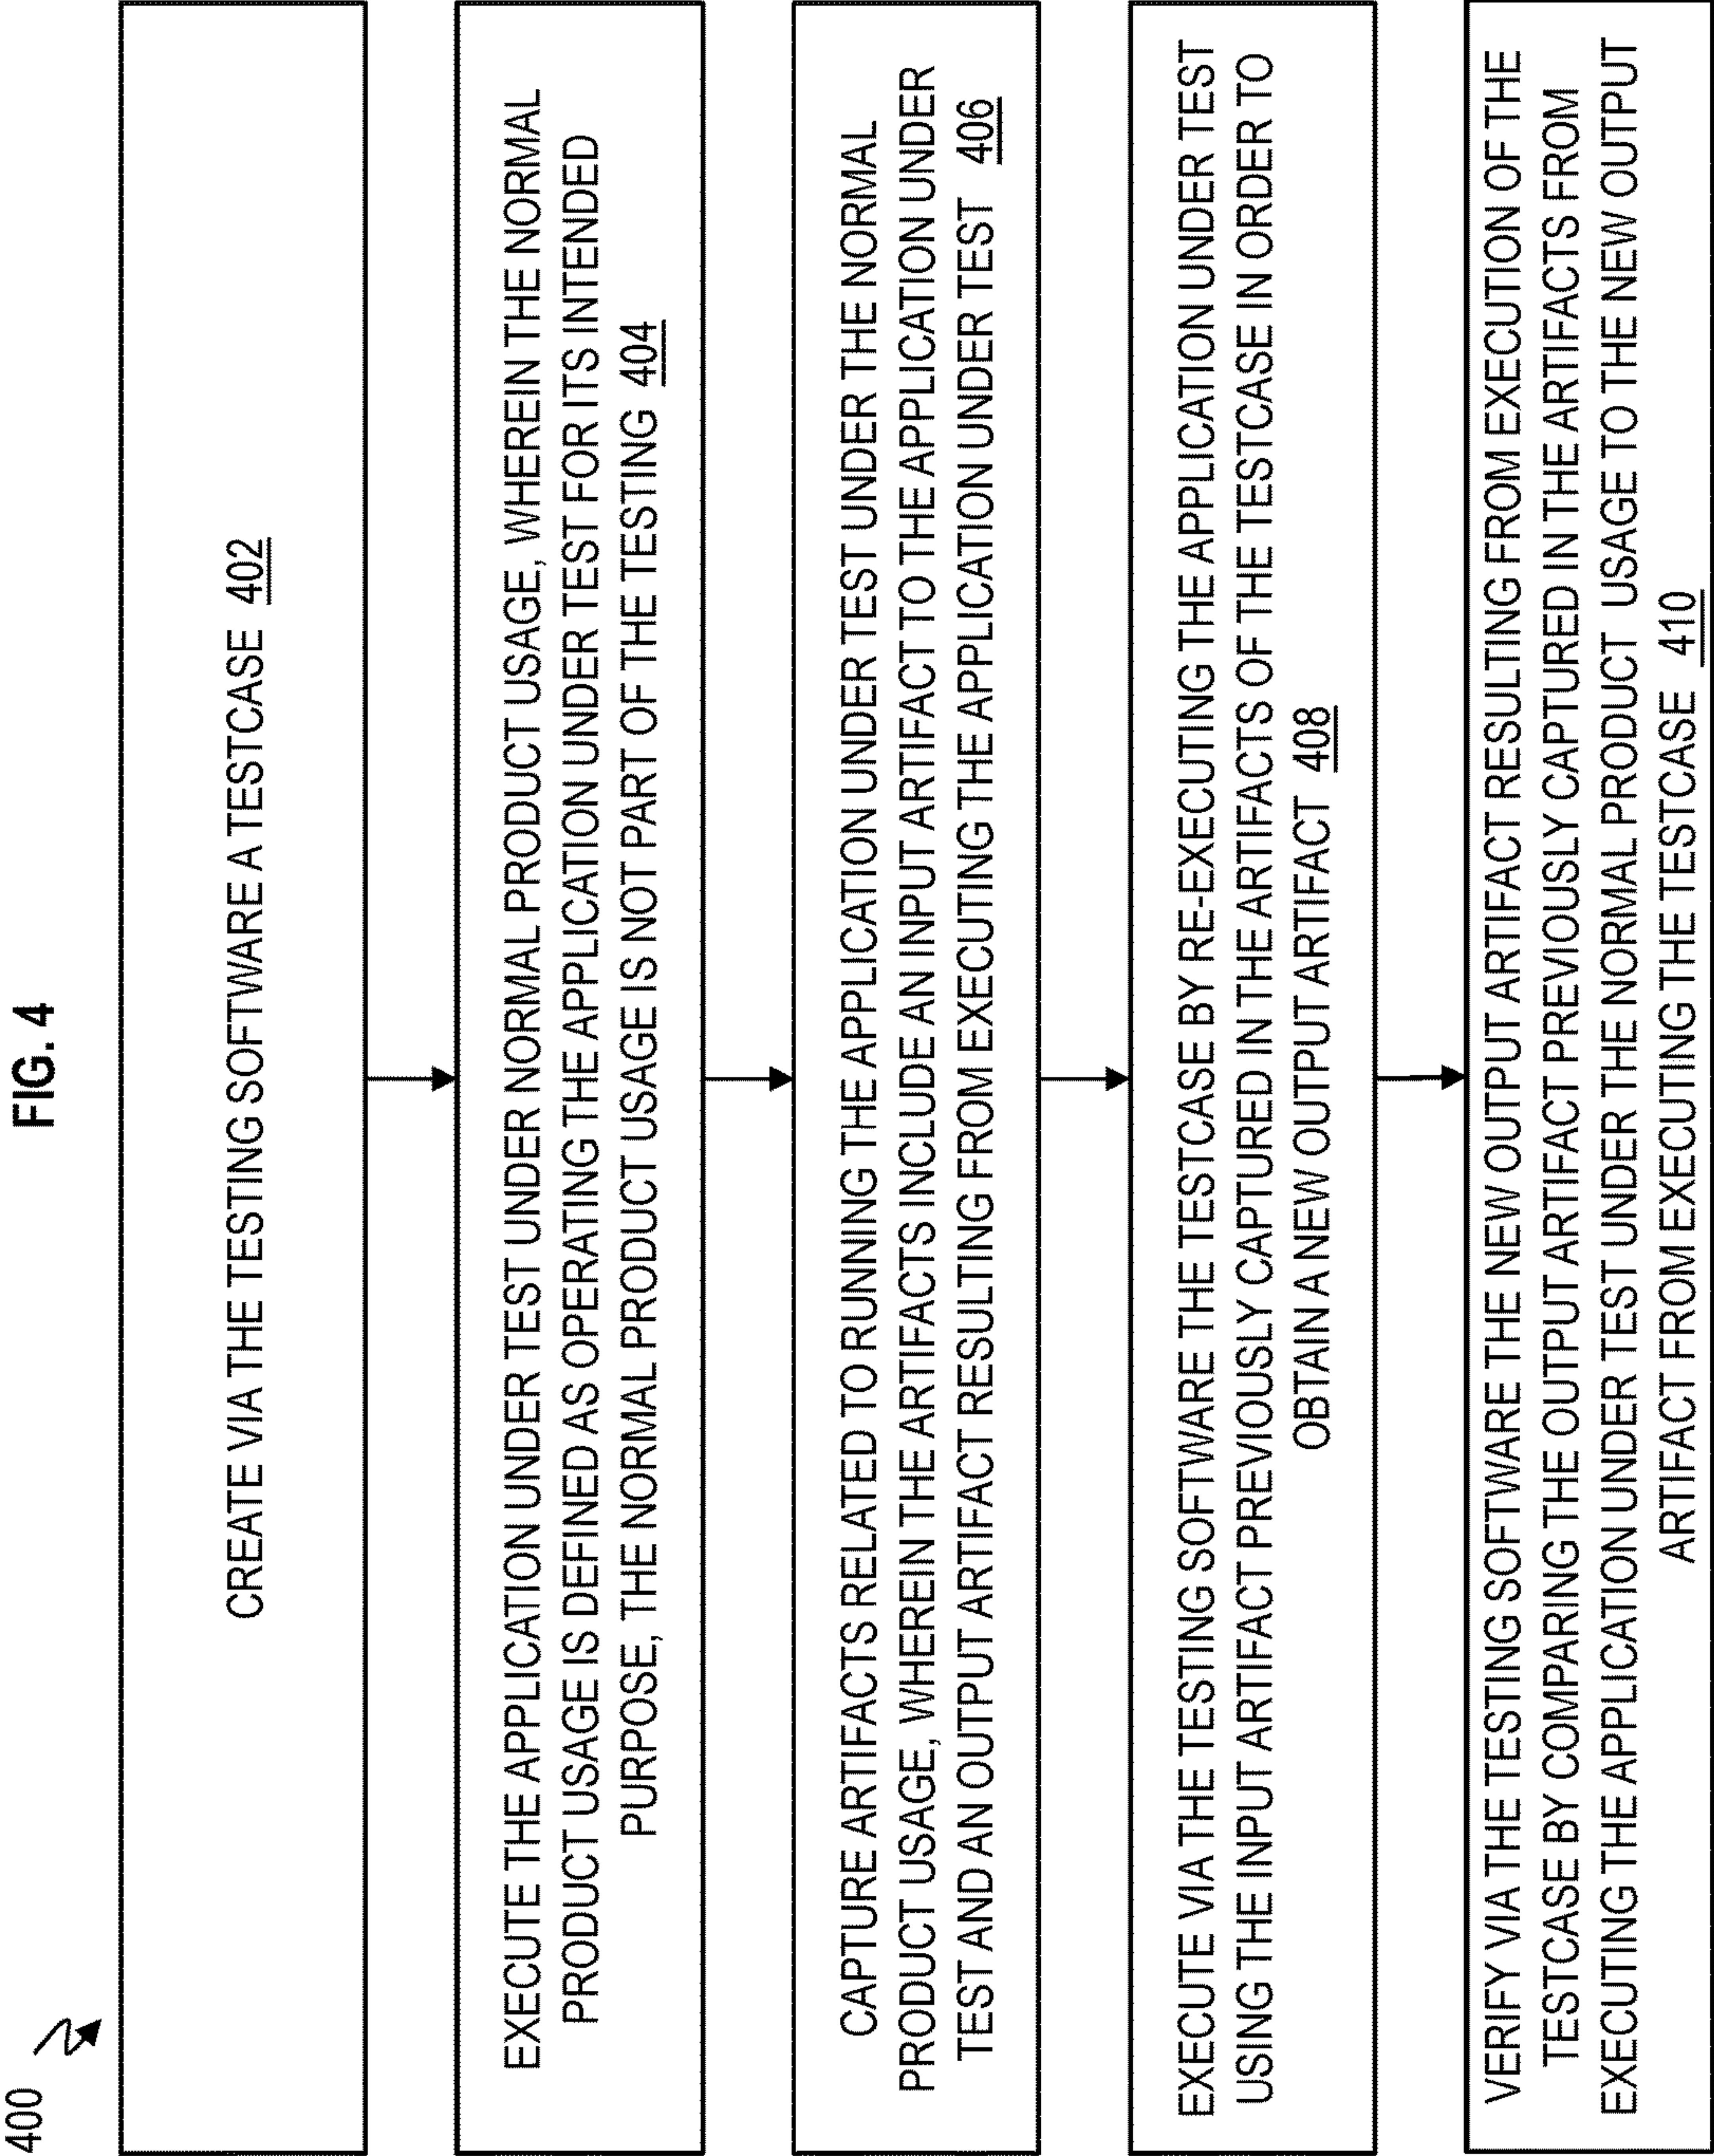 FIG. 4
400
CREATE VIA THE TESTING SOFTWARE A TESTCASE 402
EXECUTE THE APPLICATION UNDER TEST UNDER NORMAL PRODUCT USAGE, WHEREIN THE NORMAL
PRODUCT USAGE IS DEFINED AS OPERATING THE APPLICATION UNDER TEST FOR ITS INTENDED
PURPOSE, THE NORMAL PRODUCT USAGE IS NOT PART OF THE TESTING 404
CAPTURE ARTIFACTS RELATED TO RUNNING THE APPLICATION UNDER TEST UNDER THE NORMAL
PRODUCT USAGE, WHEREIN THE ARTIFACTS INCLUDE AN INPUT ARTIFACT TO THE APPLICATION UNDER
TEST AND AN OUTPUT ARTIFACT RESULTING FROM EXECUTING THE APPLICATION UNDER TEST 406
EXECUTE VIA THE TESTING SOFTWARE THE TESTCASE BY RE-EXECUTING THE APPLICATION UNDER TEST
USING THE INPUT ARTIFACT PREVIOUSLY CAPTURED IN THE ARTIFACTS OF THE TESTCASE IN ORDER TO
OBTAIN A NEW OUTPUT ARTIFACT 408
VERIFY VIA THE TESTING SOFTWARE THE NEW OUTPUT ARTIFACT RESULTING FROM EXECUTION OF THE
TESTCASE BY COMPARING THE OUTPUT ARTIFACT PREVIOUSLY CAPTURED IN THE ARTIFACTS FROM
EXECUTING THE APPLICATION UNDER TEST UNDER THE NORMAL PRODUCT USAGE TO THE NEW OUTPUT
ARTIFACT FROM EXECUTING THE TESTCASE 410